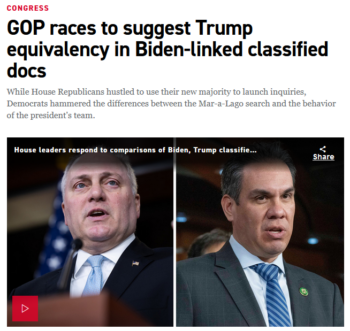 CONGRESS
GOP races to suggest Trump
equivalency in Biden-linked classified
docs
While House Republicans hustled to use their new majority to launch inquiries,
Democrats hammered the differences between the Mar-a-Lago search and the behavior
of the president's team.
House leaders respond to comparisons of Biden, Trump classifie...
Share